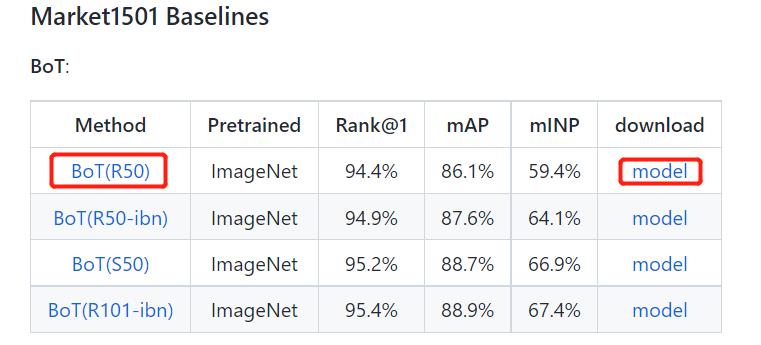 Market1501 Baselines
BoT:
Method Pretrained Rank@1 mAP mINP download
BoT(R50) ImageNet 94.4% 86.1% 59.4% model
BoT(R50-ibn) ImageNet 94.9% 87.6% 64.1% model
BoT(S50) ImageNet 95.2% 88.7% 66.9% model
BoT(R101-ibn) ImageNet 95.4% 88.9% 67.4% model